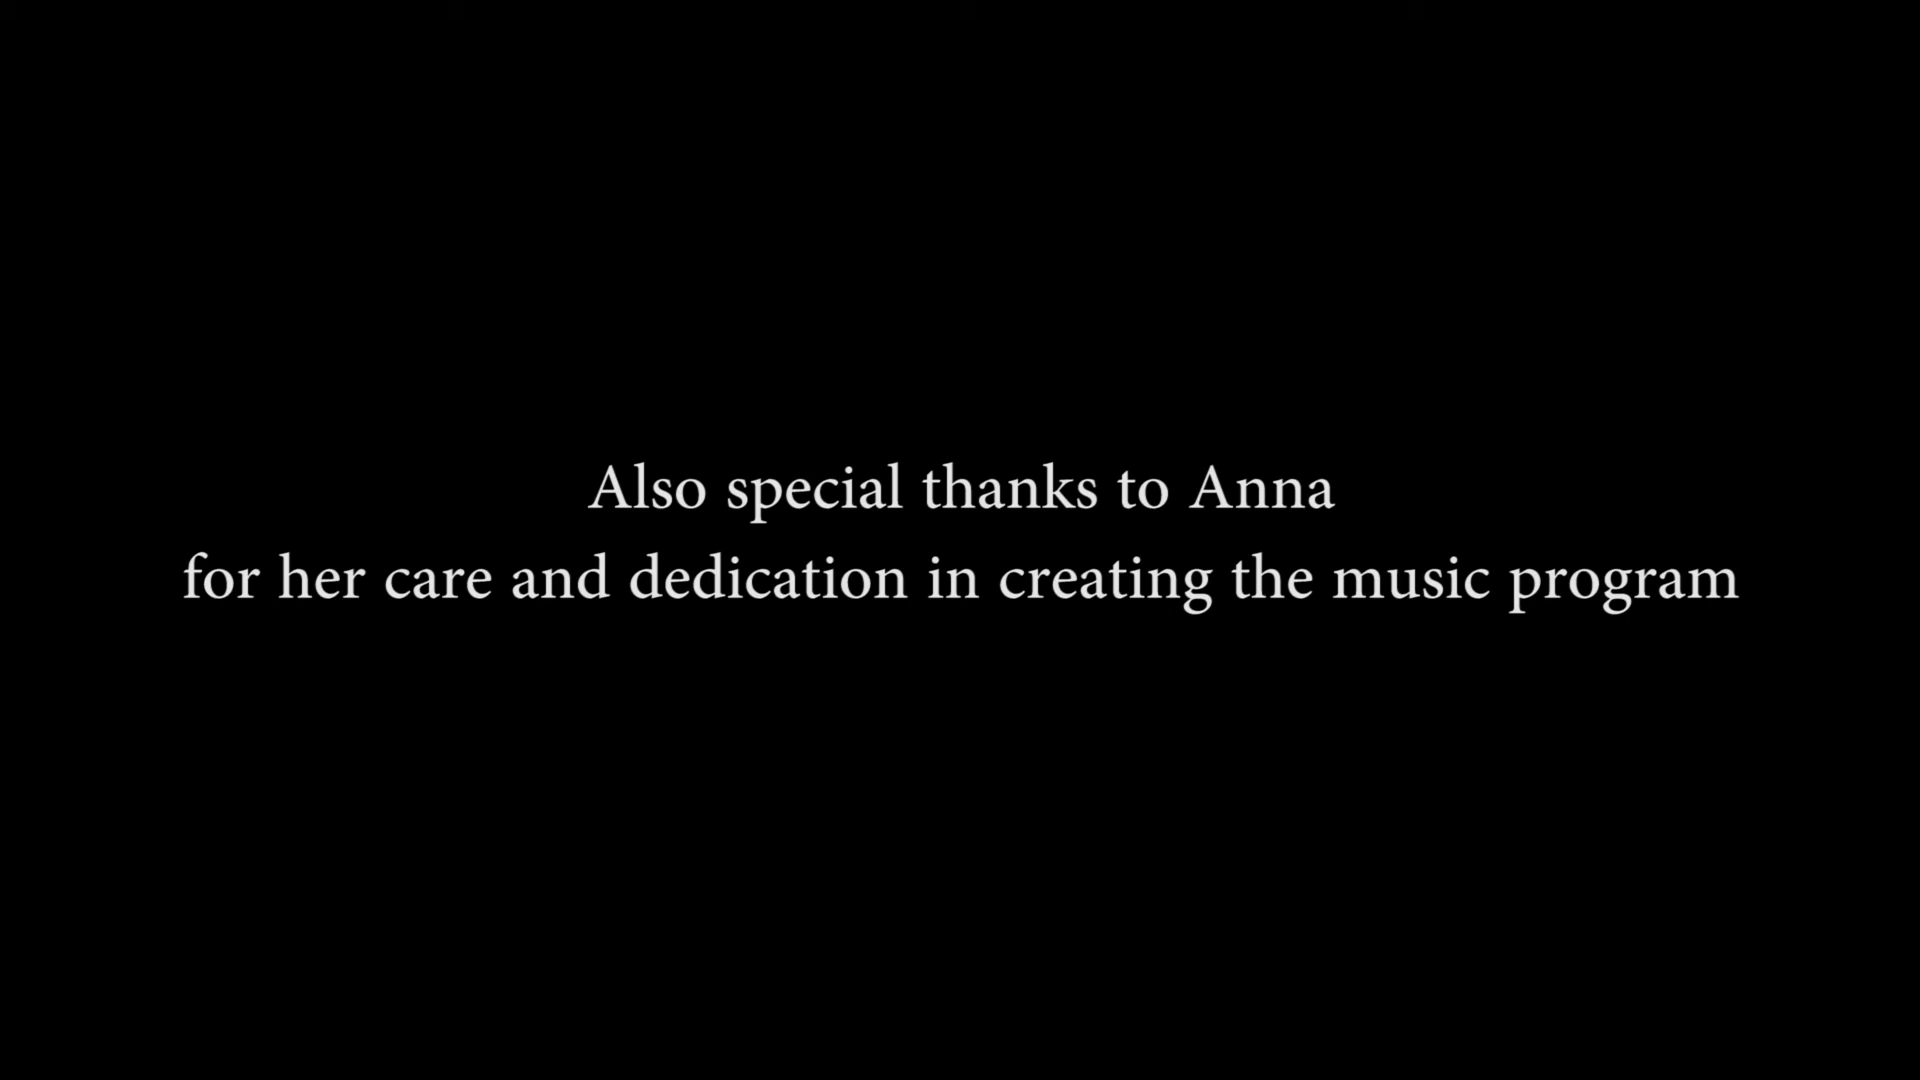 Also special thanks to Anna
for her care and dedication in creating the music program